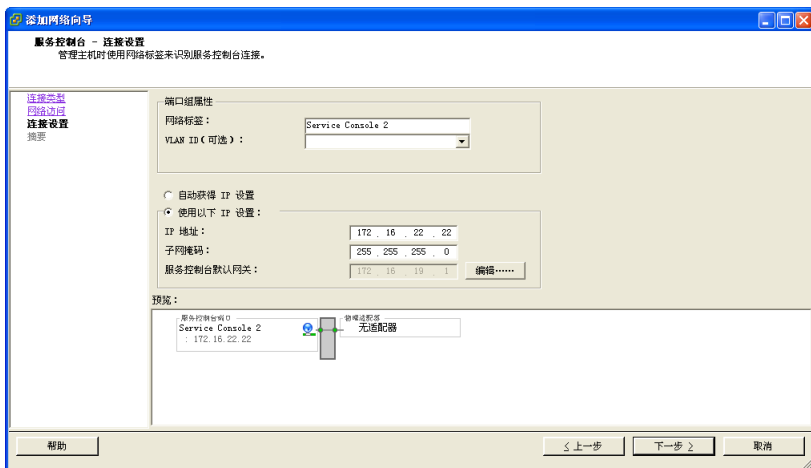 添加网络向导
服务控制台 - 连接设置
管理主机时使用网络标签来识别服务控制台连接。
连接类型
网络访问
连接设置
摘要
端口组属性
网络标签：
Service Console 2
VLAN ID（可选）：
自动获得 IP 设置
使用以下 IP 设置：
IP 地址：
172 . 16 . 22 . 22
子网掩码：
255 . 255 . 255 . 0
服务控制台默认网关：
172 . 16 . 19 . 1
编辑……
预览：
服务控制台端口
Service Console 2
: 172.16.22.22
物理适配器
无适配器
帮助
≤ 上一步
下一步 ≥
取消